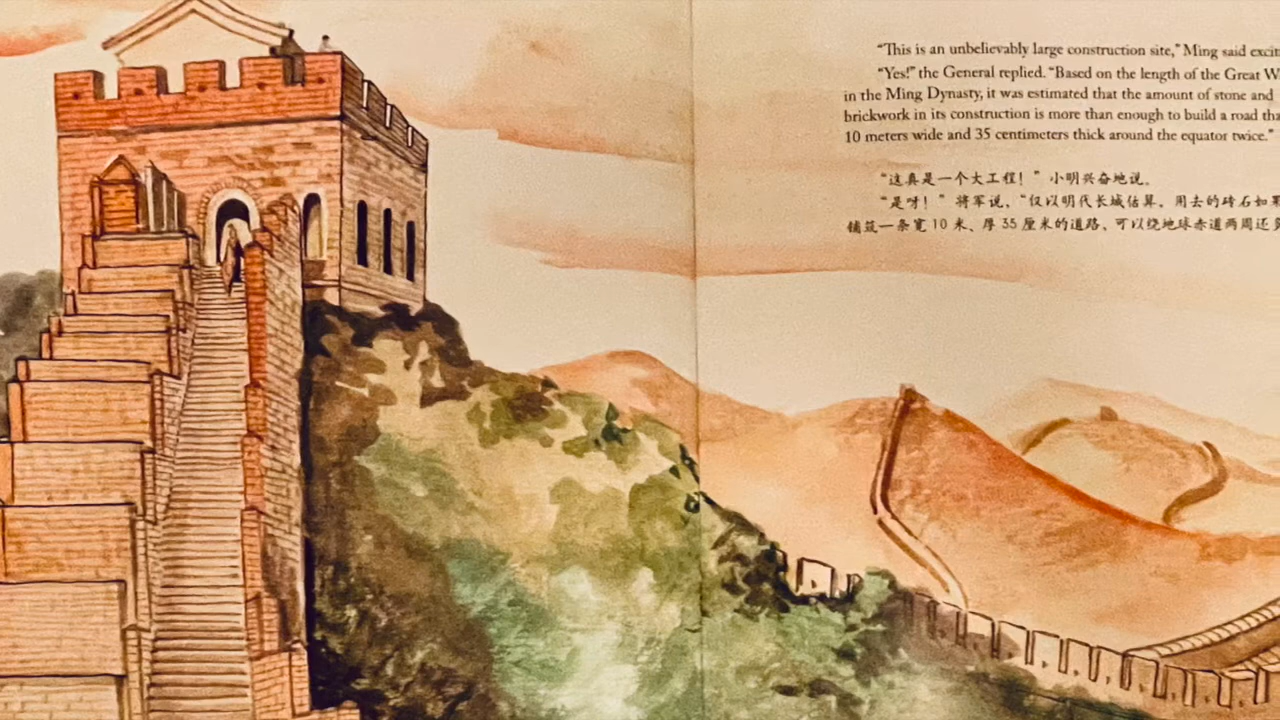 “This is an unbelievably large construction site,” Ming said
“Yes!” the General replied. “Based on the length of the Great
in the Ming Dynasty, it was estimated that the amount of stone and
brickwork in its construction is more than enough to build a road
10 meters wide and 35 centimeters thick around the equator twice.”
“这真是一个大工程！”小明兴奋地说。
“是呀！”将军说，“仅以明代长城估算，用去的砖石如果
铺筑一条宽 10 米、厚 35 厘米的道路，可以绕地球赤道两周还